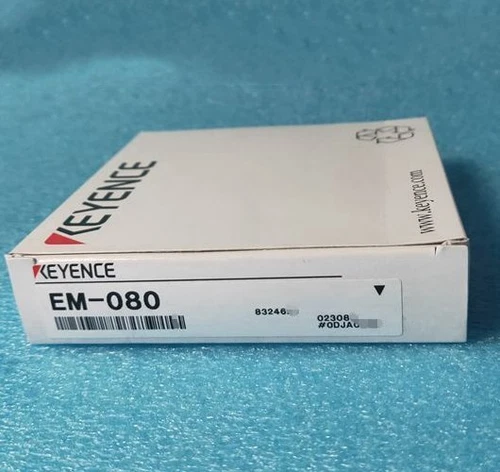 KEYENCE
www.keyence.com
KEYENCE
EM-080
83246
02308
#0DJA